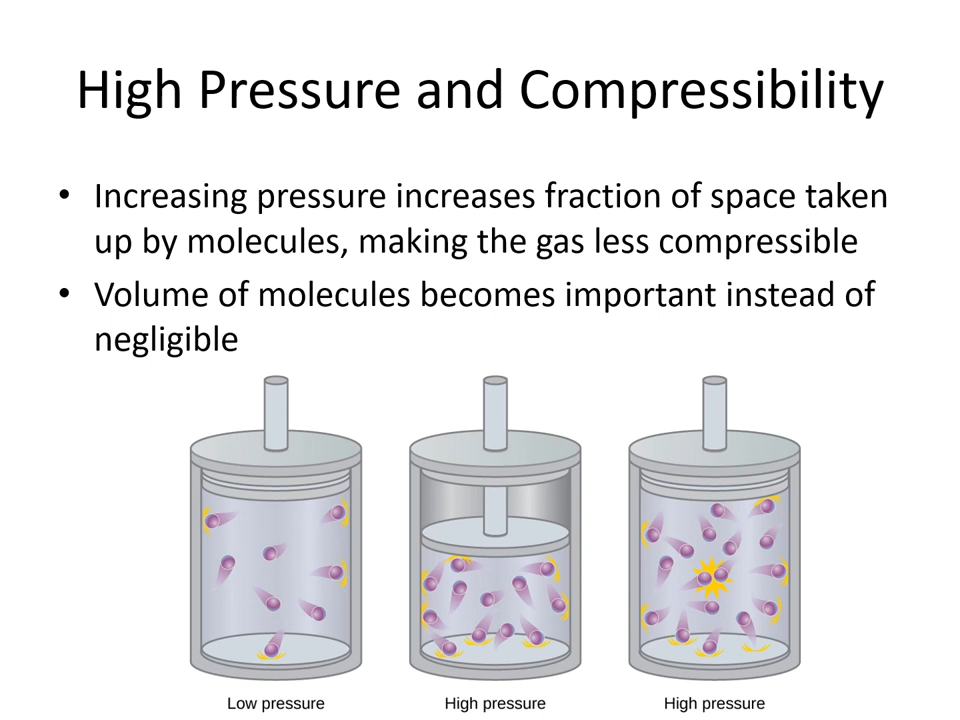 High Pressure and Compressibility
• Increasing pressure increases fraction of space taken
up by molecules, making the gas less compressible
• Volume of molecules becomes important instead of
negligible
Low pressure
High pressure
High pressure